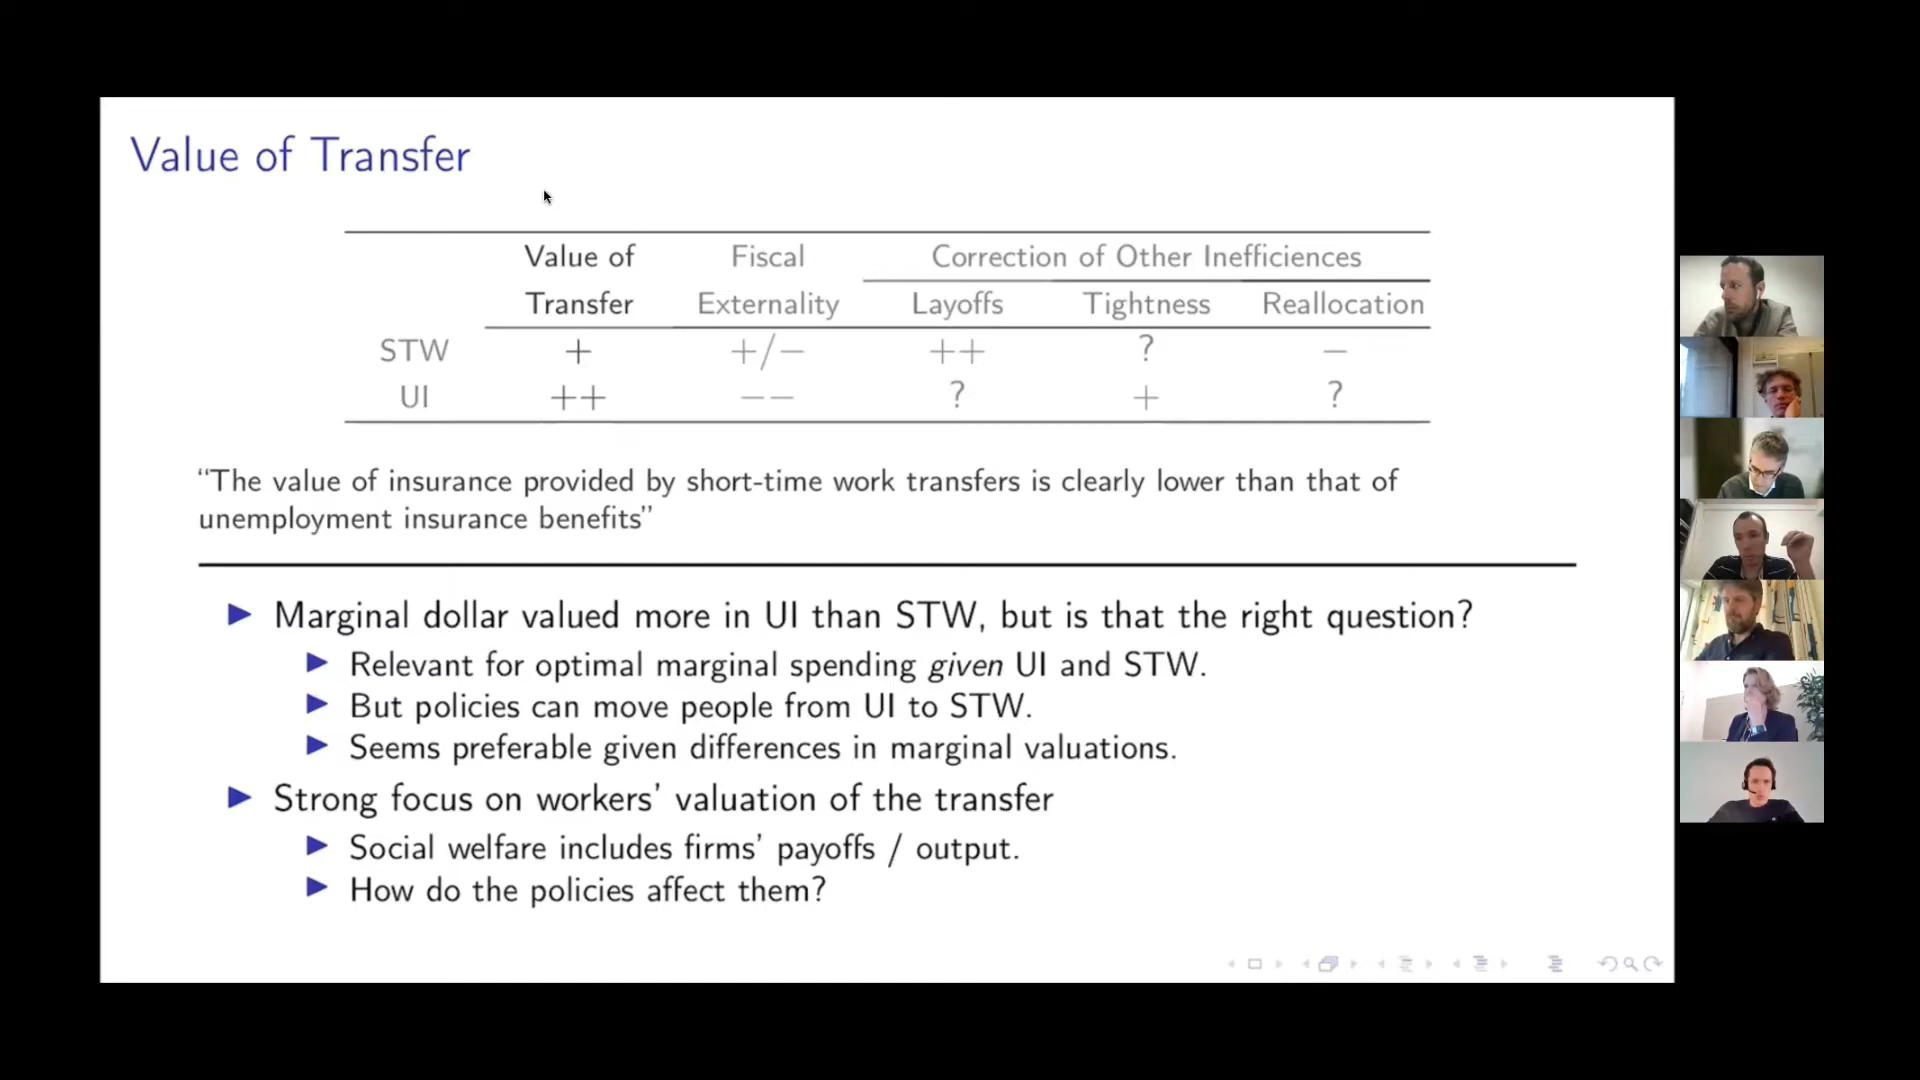 Value of Transfer
Value of Fiscal Correction of Other Inefficiences
Transfer Externality Layoffs Tightness Reallocation
STW + +/− ++ ? −
UI ++ −− ? + ?
“The value of insurance provided by short-time work transfers is clearly lower than that of
unemployment insurance benefits”
Marginal dollar valued more in UI than STW, but is that the right question?
Relevant for optimal marginal spending given UI and STW.
But policies can move people from UI to STW.
Seems preferable given differences in marginal valuations.
Strong focus on workers’ valuation of the transfer
Social welfare includes firms’ payoffs / output.
How do the policies affect them?